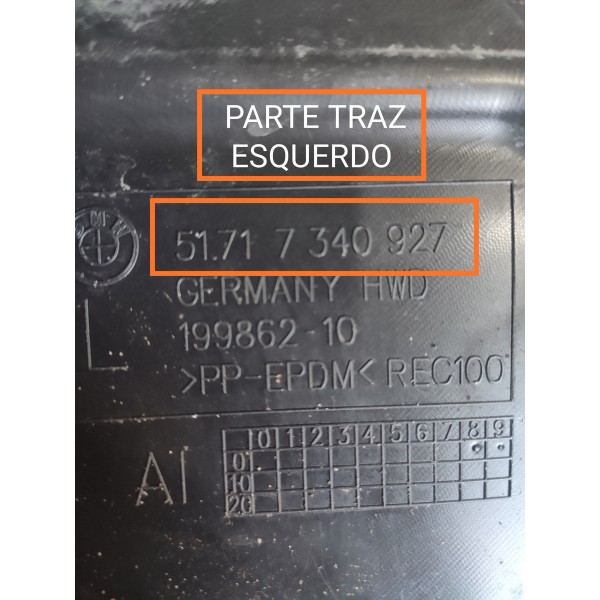 PARTE TRAZ
ESQUERDO
51.71 7 340 927
GERMANY HWD
L
199862-10
>PP-EPDM< REC100
AI
0 1 2 3 4 5 6 7 8 9
0
10
20